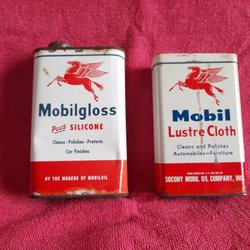 Mobilgloss
PLUS SILICONE
Cleans - Polishes - Protects
Car Finishes
BY THE MAKERS OF MOBILOIL
Mobil
Lustre Cloth
Cleans and Polishes
Automobiles—Furniture
SOCONY MOBIL OIL COMPANY, INC.